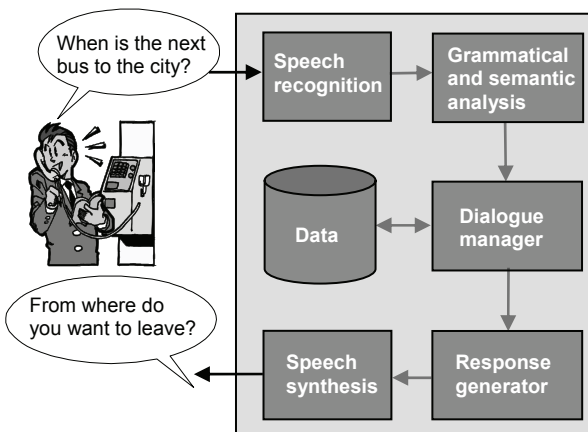 When is the next
bus to the city?
Speech
recognition
Grammatical
and semantic
analysis
Data
Dialogue
manager
From where do
you want to leave?
Speech
synthesis
Response
generator